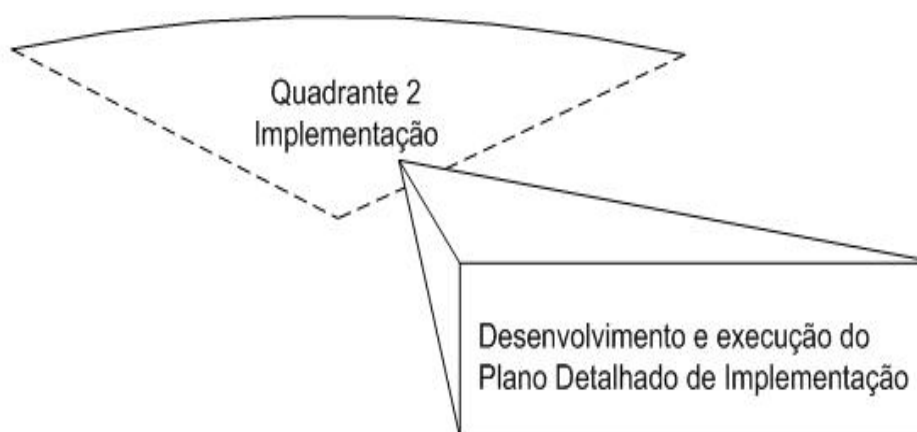 Quadrante 2
Implementação
Desenvolvimento e execução do
Plano Detalhado de Implementação